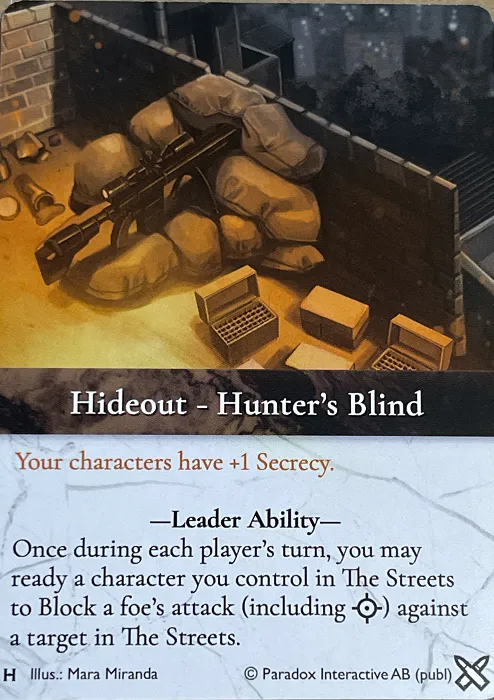 Hideout - Hunter's Blind
Your characters have +1 Secrecy.
—Leader Ability—
Once during each player's turn, you may
ready a character you control in The Streets
to Block a foe's attack (including ) against
a target in The Streets.
H Illus.: Mara Miranda © Paradox Interactive AB (publ)